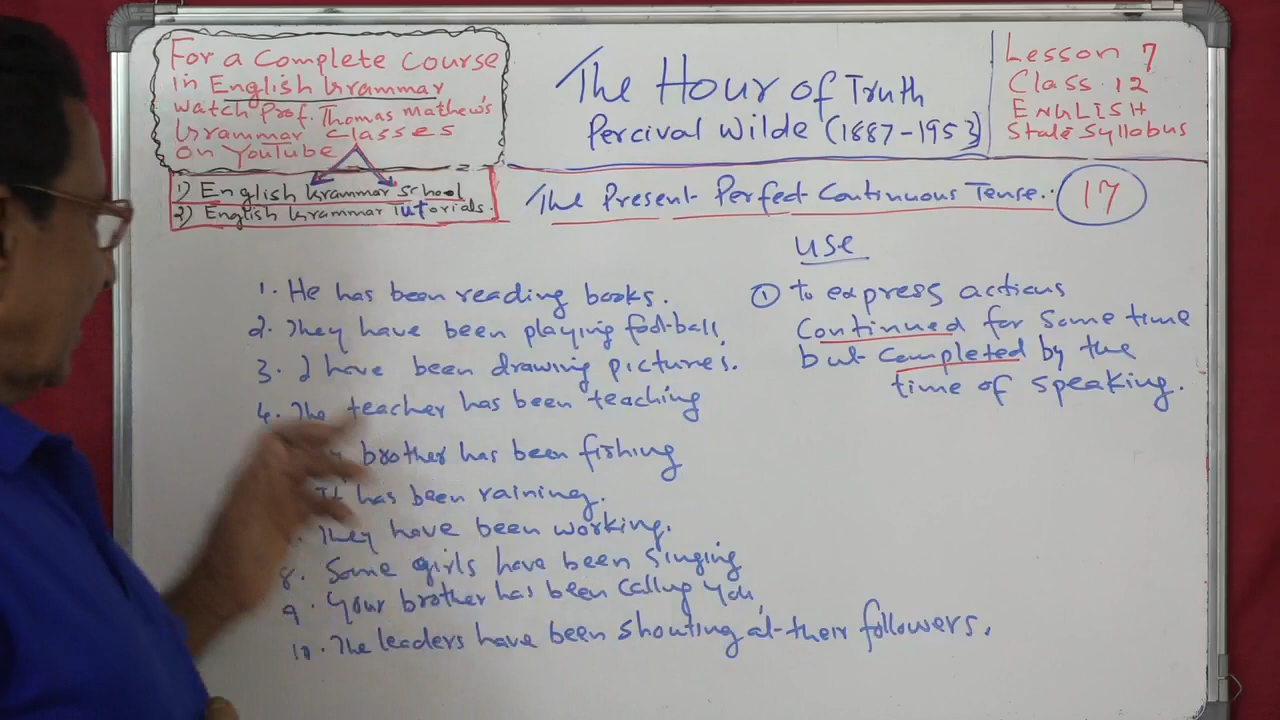 For a Complete Course
in English Grammar
Watch Prof. Thomas Mathew's
Grammar Classes
On YouTube
1) English Grammar School
2) English Grammar Tutorials.
The Hour of Truth
Percival Wilde (1887-1953)
Lesson 7
Class. 12
ENGLISH
State Syllabus
The Present Perfect Continuous Tense. 17
1. He has been reading books.
2. They have been playing foot-ball.
3. I have been drawing pictures.
4. The teacher has been teaching
brother has been fishing
It has been raining.
They have been working.
8. Some girls have been singing
9. Your brother has been calling you.
10. The leaders have been shouting at their followers.
use
① to express actions
continued for some time
but completed by the
time of speaking.